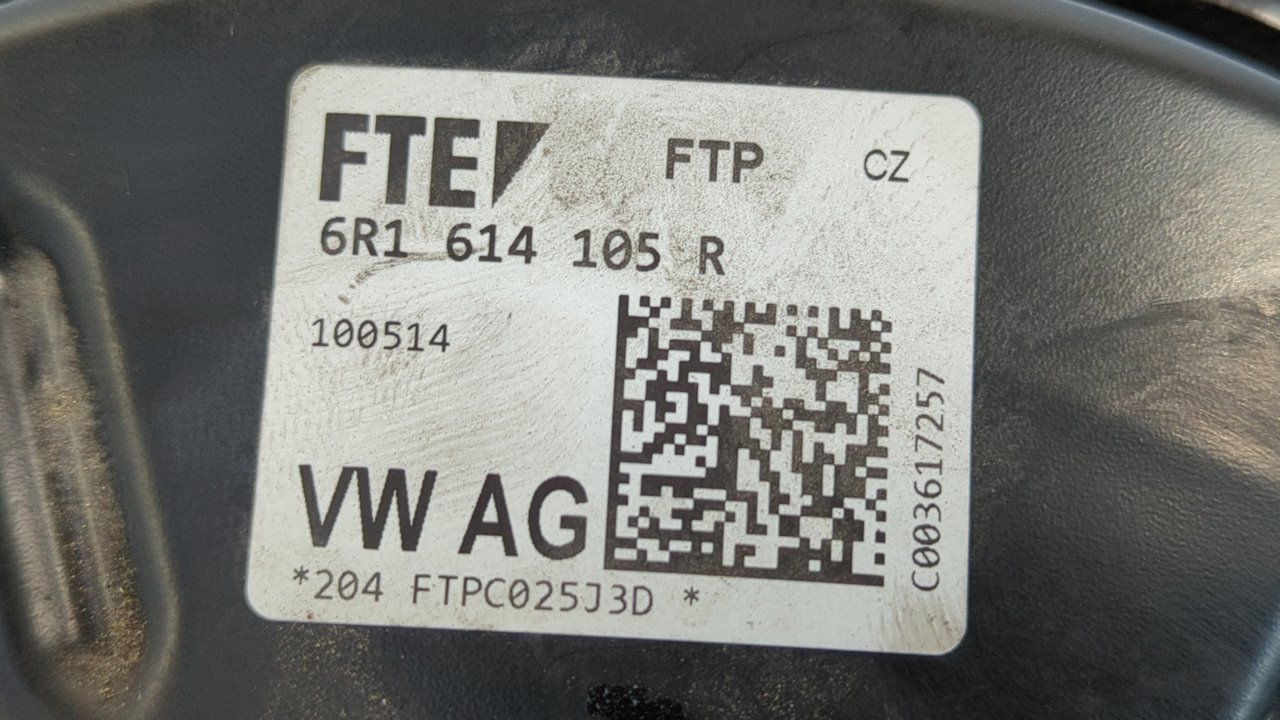 FTE FTP CZ
6R1 614 105 R
100514
VW AG
*204 FTPC025J3D *
C003617257